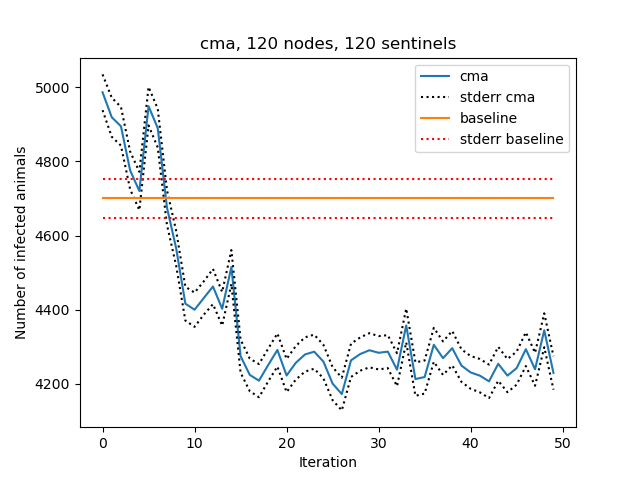 cma, 120 nodes, 120 sentinels
cma
stderr cma
baseline
stderr baseline
Number of infected animals
5000
4800
4600
4400
4200
0 10 20 30 40 50
Iteration